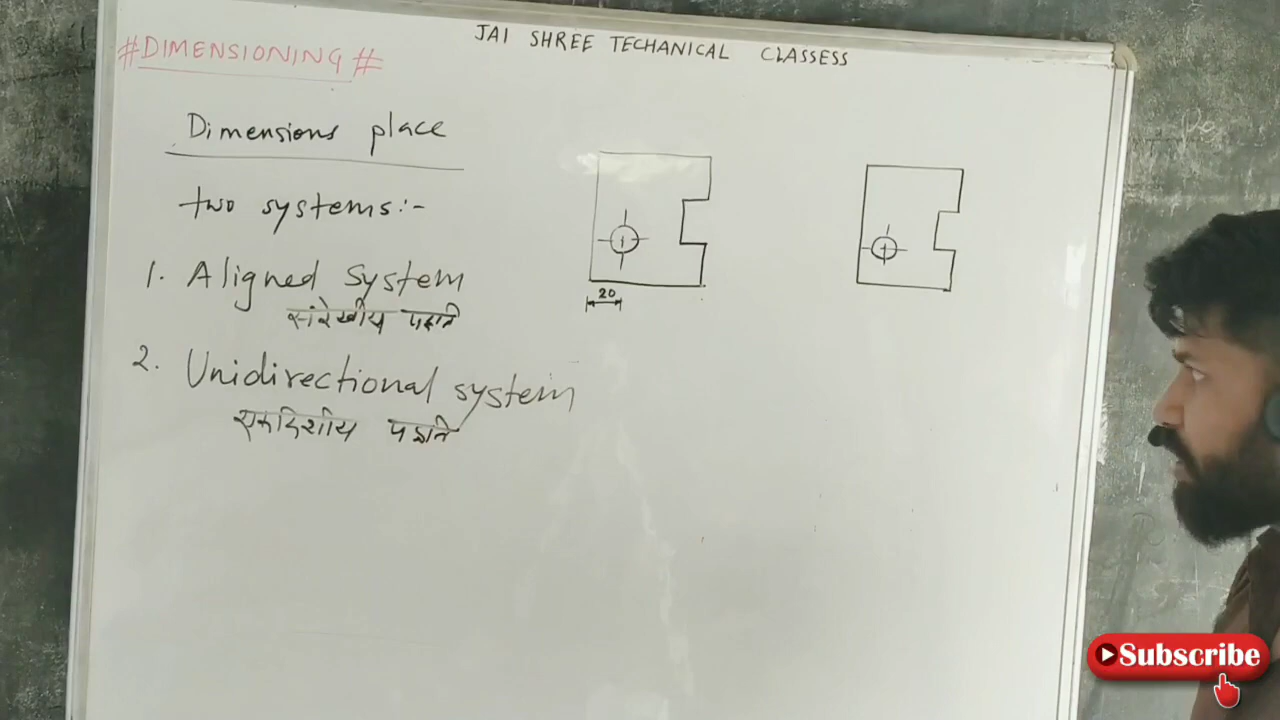 #DIMENSIONING#
JAI SHREE TECHANICAL CLASSESS
Dimensions place
two systems:-
1. Aligned System
सांरेखीय पद्धति
2. Unidirectional system
एकदिशीय पद्धति
20
Subscribe